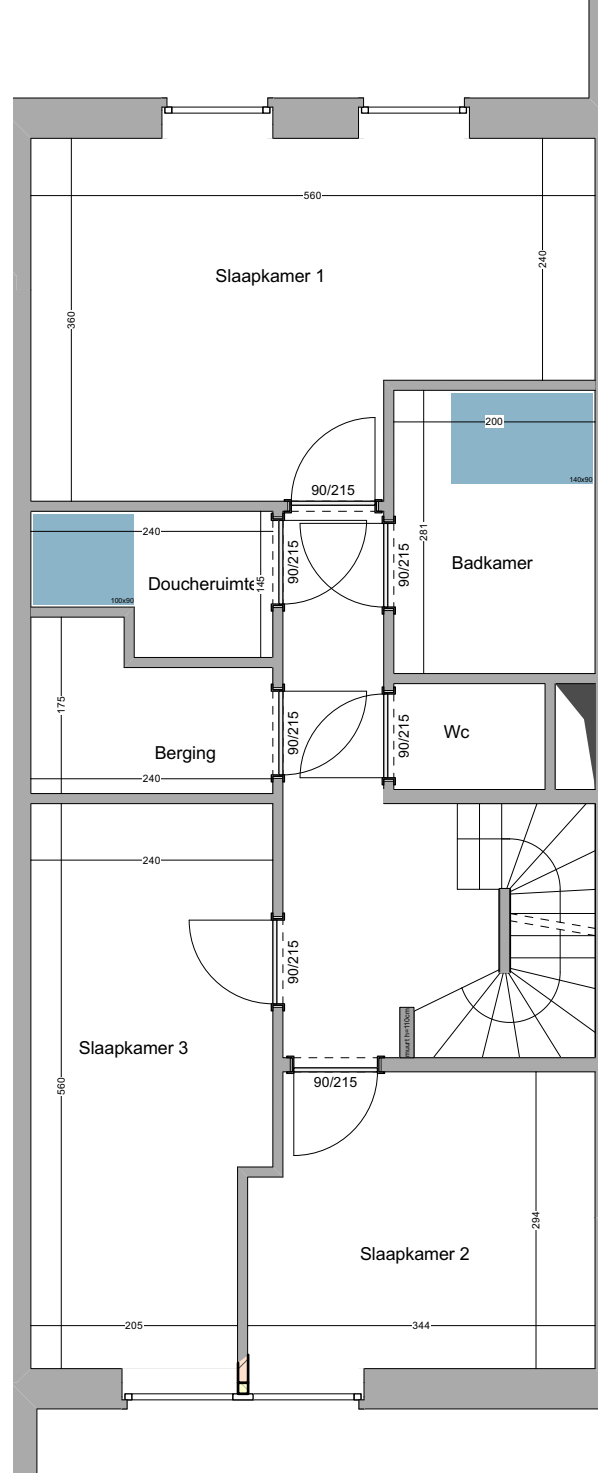 560
240
Slaapkamer 1
360
200
140x90
90/215
240
281
90/215
90/215
Badkamer
Doucheruimte
145
100x90
175
90/215
90/215
Wc
Berging
240
240
90/215
muurt h=110cm
Slaapkamer 3
90/215
560
294
Slaapkamer 2
205
344